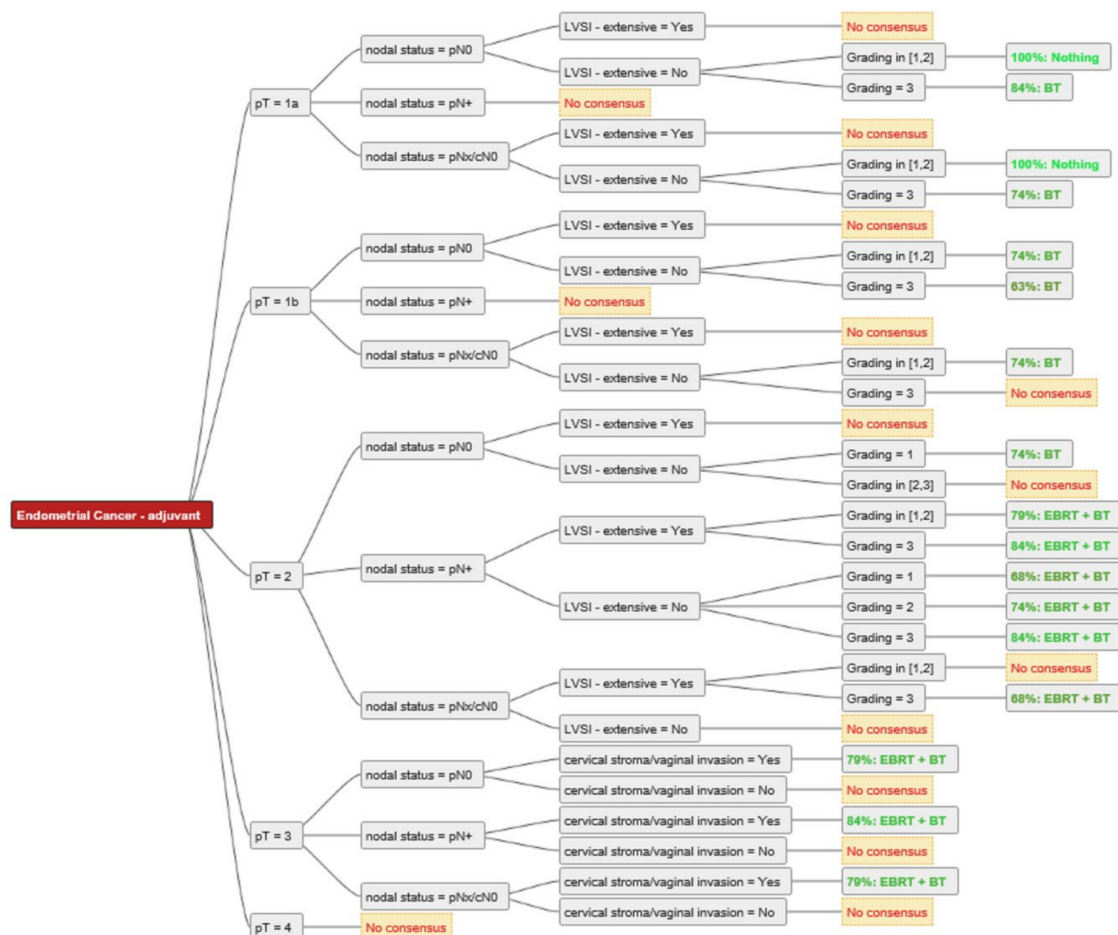 LVSI - extensive = Yes No consensus
nodal status = pN0
LVSI - extensive = No Grading in [1,2] 100%: Nothing
Grading = 3 84%: BT
pT = 1a nodal status = pN+ No consensus
LVSI - extensive = Yes No consensus
nodal status = pNx/cN0
LVSI - extensive = No Grading in [1,2] 100%: Nothing
Grading = 3 74%: BT
LVSI - extensive = Yes No consensus
nodal status = pN0
LVSI - extensive = No Grading in [1,2] 74%: BT
Grading = 3 63%: BT
pT = 1b nodal status = pN+ No consensus
LVSI - extensive = Yes No consensus
nodal status = pNx/cN0
LVSI - extensive = No Grading in [1,2] 74%: BT
Grading = 3 No consensus
LVSI - extensive = Yes No consensus
nodal status = pN0
LVSI - extensive = No Grading = 1 74%: BT
Grading in [2,3] No consensus
Endometrial Cancer - adjuvant
LVSI - extensive = Yes Grading in [1,2] 79%: EBRT + BT
Grading = 3 84%: EBRT + BT
pT = 2 nodal status = pN+
Grading = 1 68%: EBRT + BT
LVSI - extensive = No Grading = 2 74%: EBRT + BT
Grading = 3 84%: EBRT + BT
LVSI - extensive = Yes Grading in [1,2] No consensus
Grading = 3 68%: EBRT + BT
nodal status = pNx/cN0
LVSI - extensive = No No consensus
cervical stroma/vaginal invasion = Yes 79%: EBRT + BT
nodal status = pN0
cervical stroma/vaginal invasion = No No consensus
cervical stroma/vaginal invasion = Yes 84%: EBRT + BT
pT = 3 nodal status = pN+
cervical stroma/vaginal invasion = No No consensus
cervical stroma/vaginal invasion = Yes 79%: EBRT + BT
nodal status = pNx/cN0
cervical stroma/vaginal invasion = No No consensus
pT = 4 No consensus